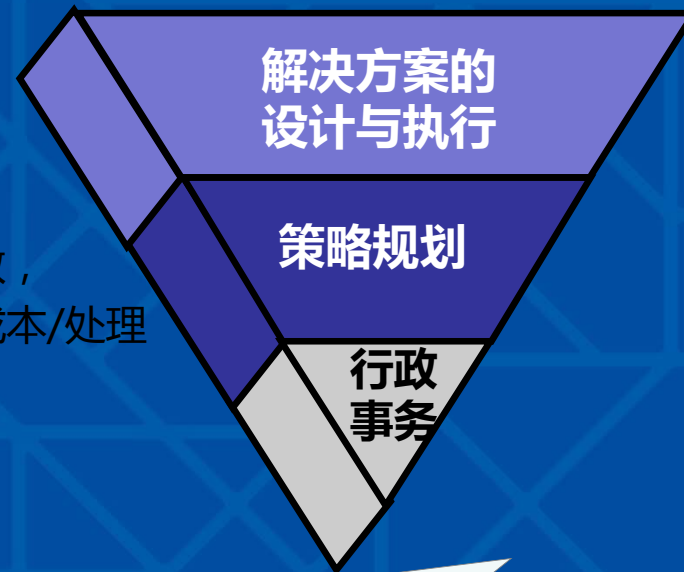 解决方案的
设计与执行
策略规划
，
本/处理
行政
事务